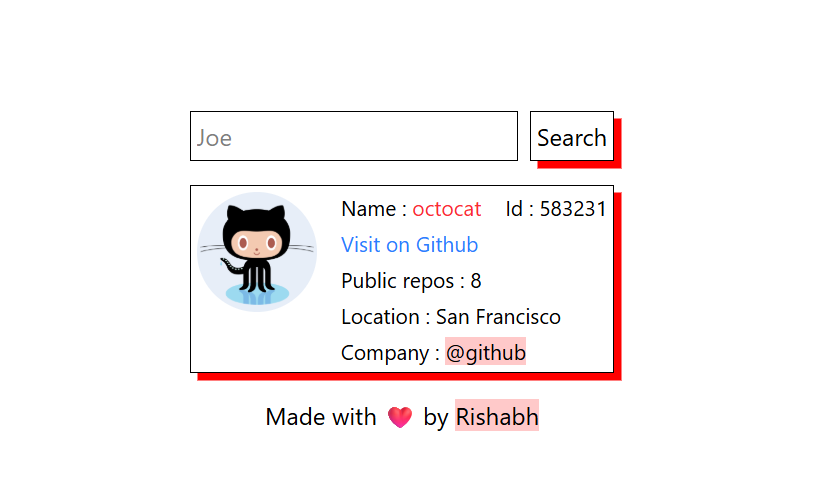 Joe Search
Name : octocat Id : 583231
Visit on Github
Public repos : 8
Location : San Francisco
Company : @github
Made with ❤️ by Rishabh